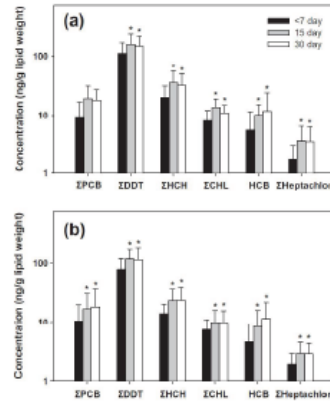 (a)
<7 day
15 day
30 day
Concentration (ng/g lipid weight)
100
10
1
* * * * * * * * * *
ΣPCB ΣDDT ΣHCH ΣCHL HCB ΣHeptachlor
(b)
Concentration (ng/g lipid weight)
100
10
1
* * * * * * * * * * * *
ΣPCB ΣDDT ΣHCH ΣCHL HCB ΣHeptachlor